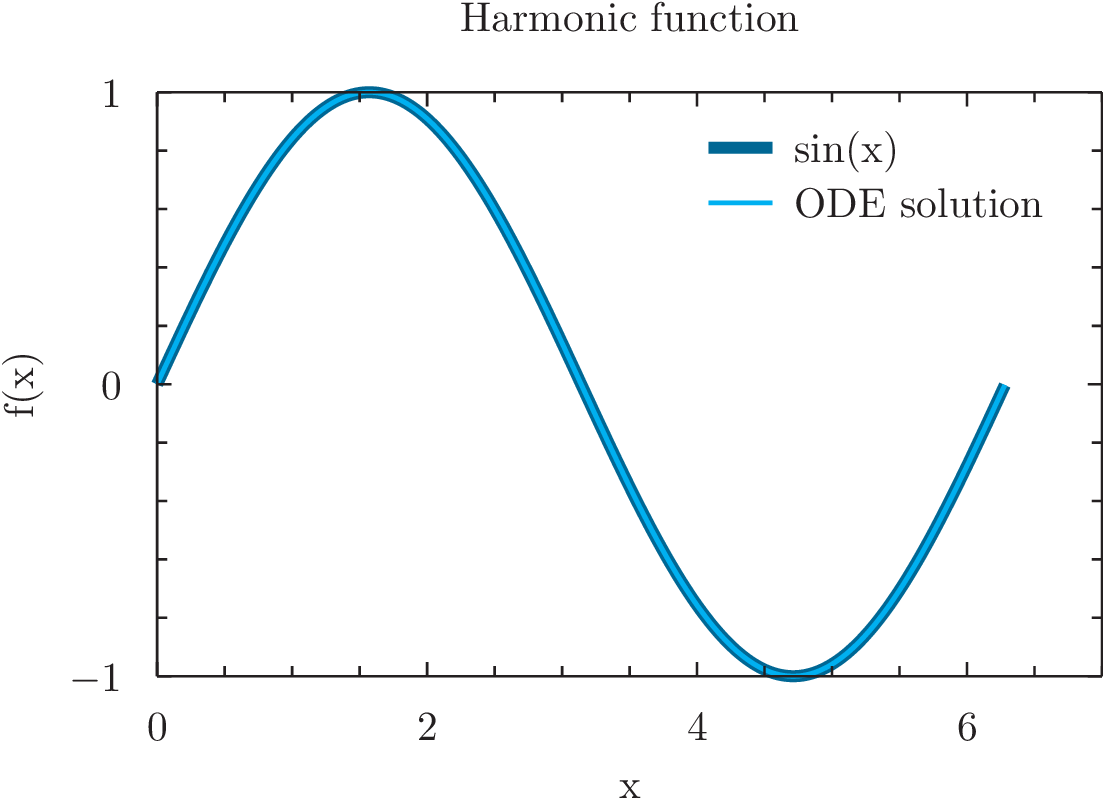 Harmonic function
1
sin(x)
ODE solution
f(x)
0
−1
0 2 4 6
x